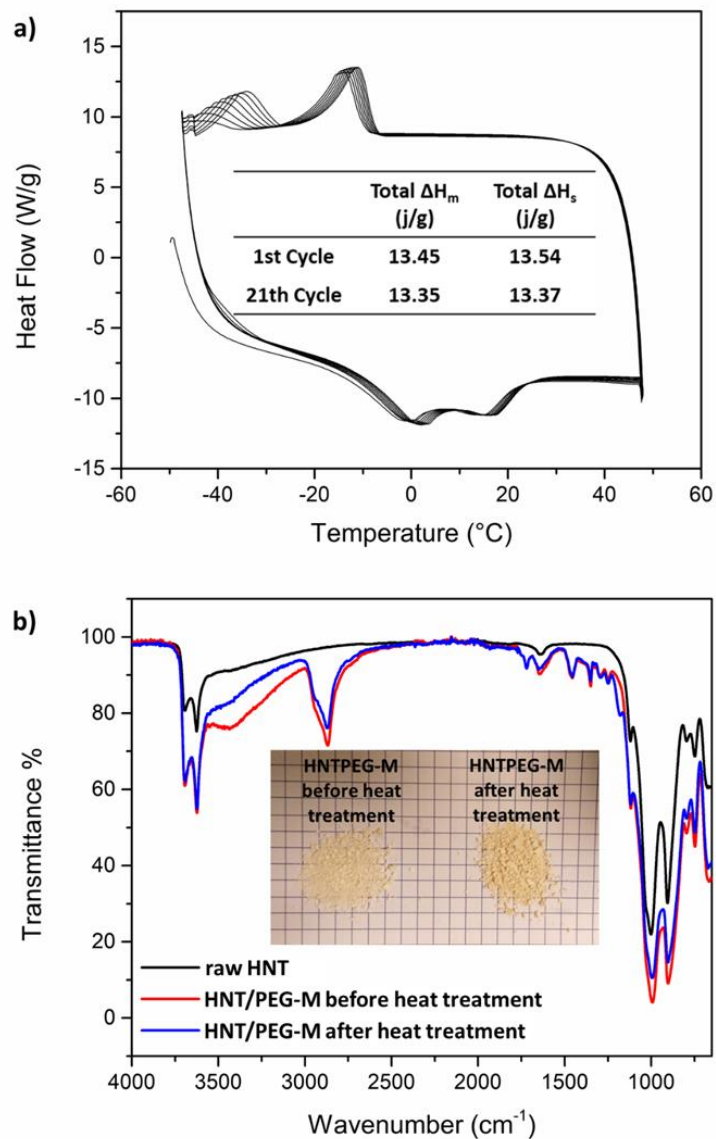 a)
15
10
5
0
-5
-10
-15
Heat Flow (W/g)
Total ΔHm Total ΔHs
(j/g) (j/g)
1st Cycle 13.45 13.54
21th Cycle 13.35 13.37
-60 -40 -20 0 20 40 60
Temperature (°C)
b)
100
80
60
40
20
0
Transmittance %
HNTPEG-M HNTPEG-M
before heat after heat
treatment treatment
raw HNT
HNT/PEG-M before heat treatment
HNT/PEG-M after heat treatment
4000 3500 3000 2500 2000 1500 1000
Wavenumber (cm⁻¹)